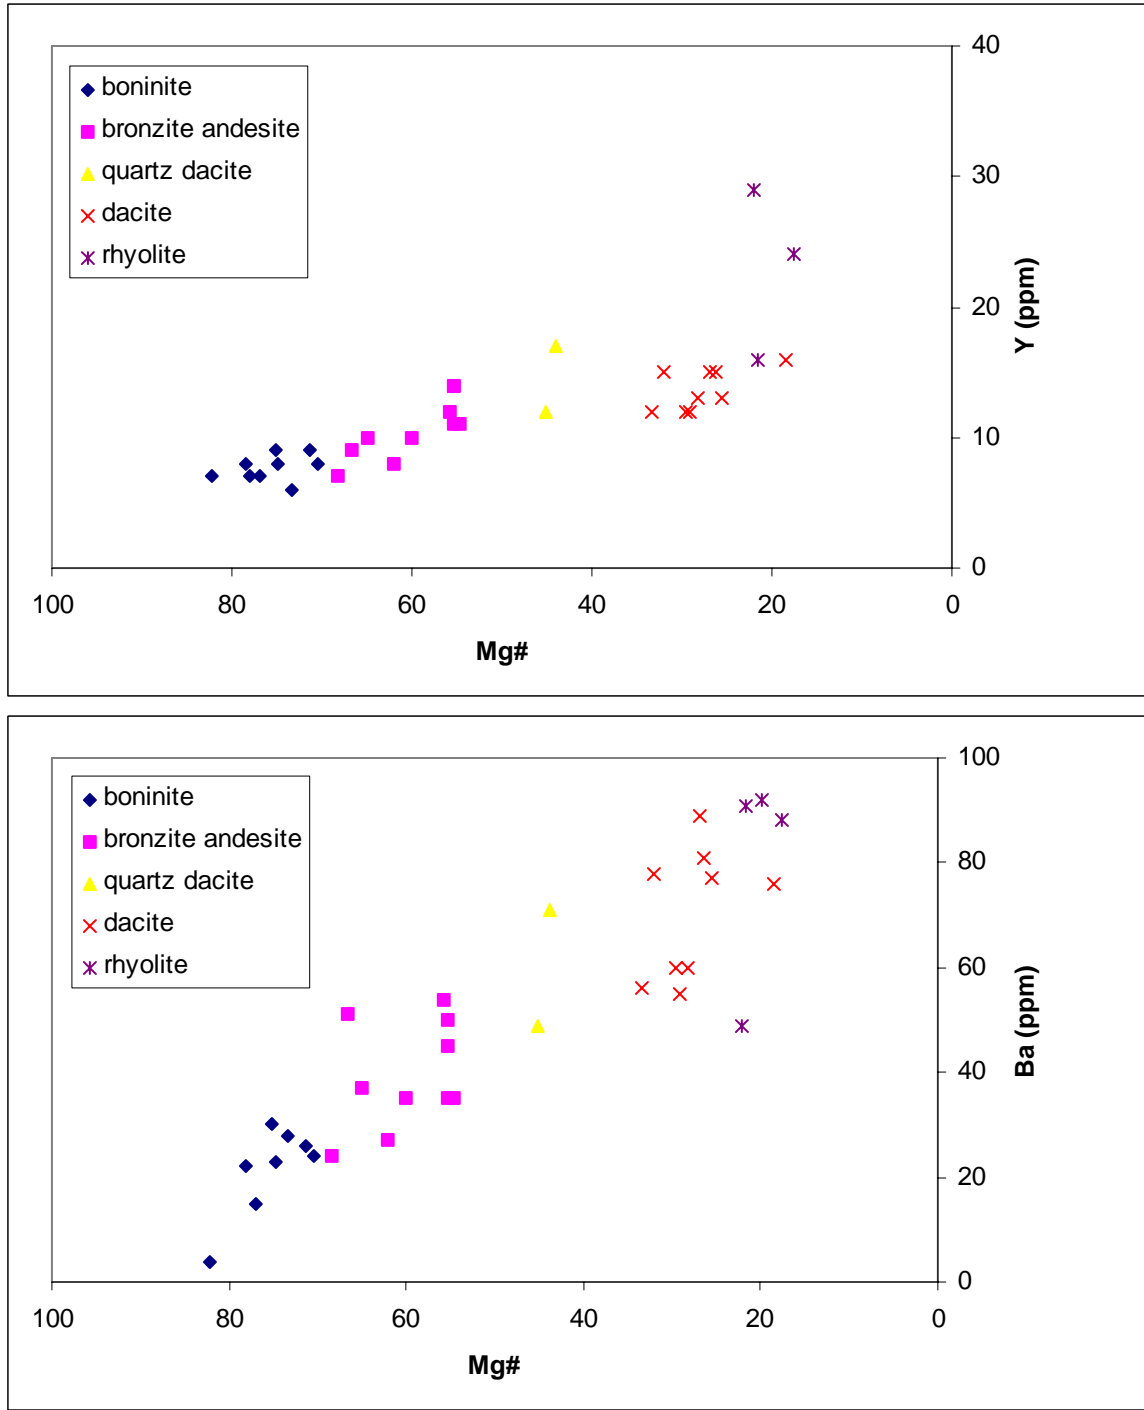 40
boninite
bronzite andesite
quartz dacite
dacite
rhyolite
30
20
10
0
Y (ppm)
100 80 60 40 20 0
Mg#
100
boninite
bronzite andesite
quartz dacite
dacite
rhyolite
80
60
40
20
0
Ba (ppm)
100 80 60 40 20 0
Mg#